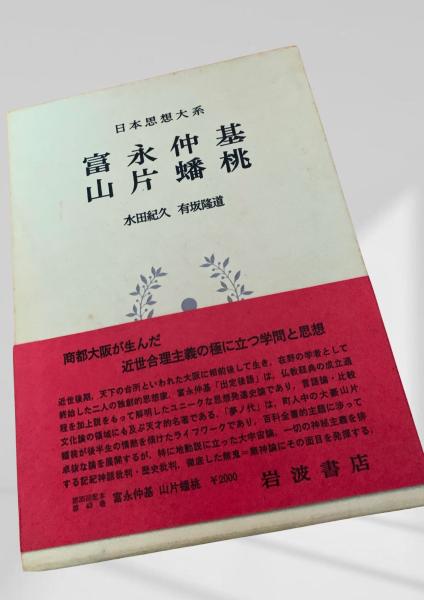 日本思想大系
富永仲基
山片蟠桃
水田紀久 有坂隆道
商都大阪が生んだ
近世合理主義の極に立つ学問と思想
近世後期、天下の台所といわれた大阪に相前後して生き、在野の学者として
終始した二人の独創的思想家。富永仲基「出定後語」は、仏教経典の成立過
程を加上説をもって解明したユニークな思想発達史論であり、言語論・比較
文化論の領域にも及ぶ天才的名著である。「夢ノ代」は、町人中の大番頭山片
蟠桃が後半生の情熱を傾けたライフワークであり、百科全書的主題に渉って
卓抜な論を展開するが、特に地動説に立った大宇宙論、一切の神秘主義を排
する記紀神話批判・歴史批判、徹底した無鬼＝無神論にその面目を発揮する。
第43巻 富永仲基 山片蟠桃 ¥2000
岩波書店